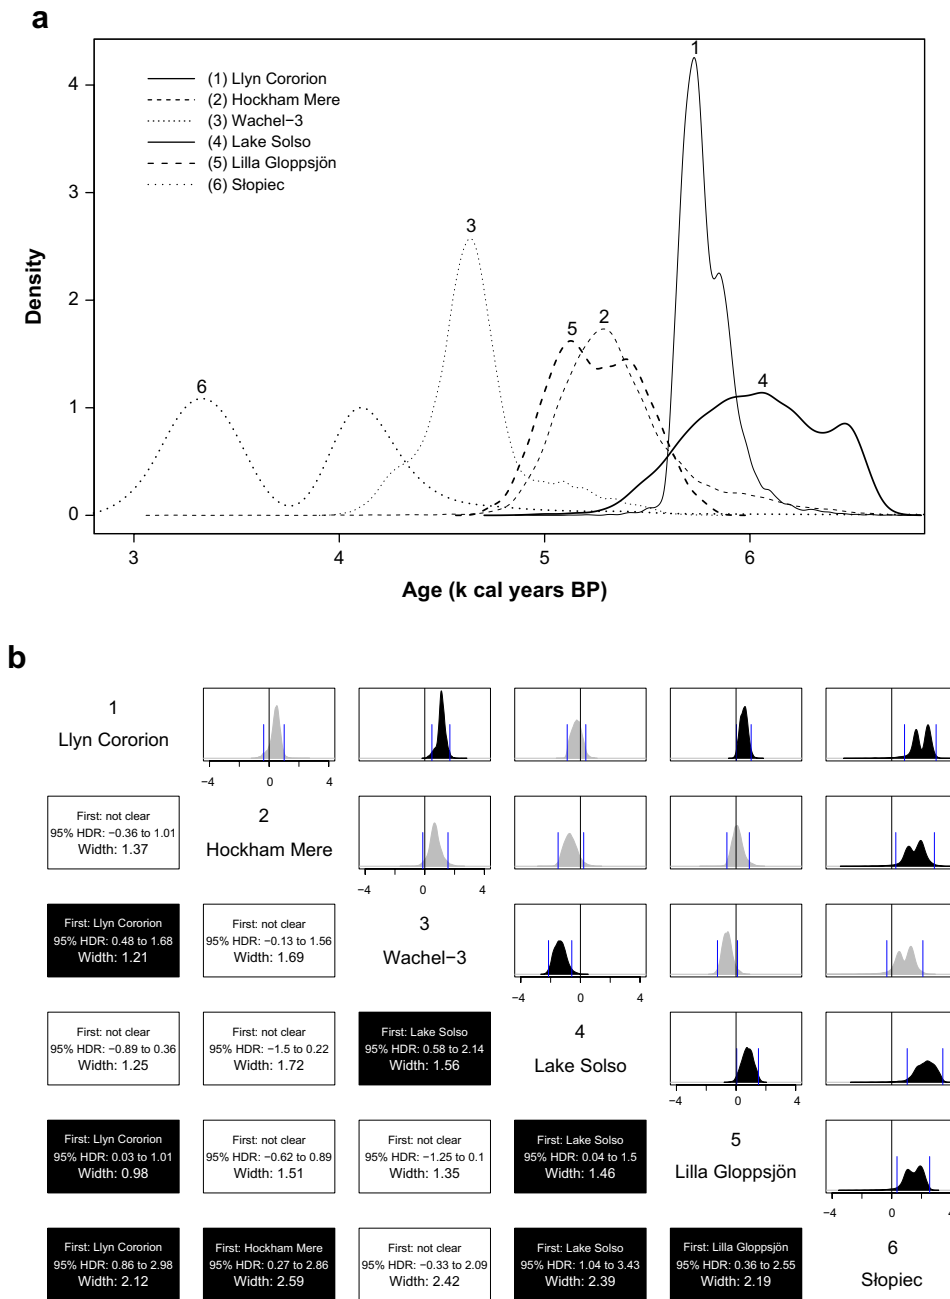 a
1
4
(1) Llyn Cororion
(2) Hockham Mere
(3) Wachel−3
(4) Lake Solso
(5) Lilla Gloppsjön
(6) Słopiec
3
3
2
5
2
1
4
6
0
Density
3
4
5
6
Age (k cal years BP)
b
1
Llyn Cororion
−4
0
4
First: not clear
95% HDR: −0.36 to 1.01
Width: 1.37
2
Hockham Mere
−4
0
4
First: Llyn Cororion
95% HDR: 0.48 to 1.68
Width: 1.21
First: not clear
95% HDR: −0.13 to 1.56
Width: 1.69
3
Wachel−3
−4
0
4
First: not clear
95% HDR: −0.89 to 0.36
Width: 1.25
First: not clear
95% HDR: −1.5 to 0.22
Width: 1.72
First: Lake Solso
95% HDR: 0.58 to 2.14
Width: 1.56
4
Lake Solso
−4
0
4
First: Llyn Cororion
95% HDR: 0.03 to 1.01
Width: 0.98
First: not clear
95% HDR: −0.62 to 0.89
Width: 1.51
First: not clear
95% HDR: −1.25 to 0.1
Width: 1.35
First: Lake Solso
95% HDR: 0.04 to 1.5
Width: 1.46
5
Lilla Gloppsjön
−4
0
4
First: Llyn Cororion
95% HDR: 0.86 to 2.98
Width: 2.12
First: Hockham Mere
95% HDR: 0.27 to 2.86
Width: 2.59
First: not clear
95% HDR: −0.33 to 2.09
Width: 2.42
First: Lake Solso
95% HDR: 1.04 to 3.43
Width: 2.39
First: Lilla Gloppsjön
95% HDR: 0.36 to 2.55
Width: 2.19
6
Słopiec